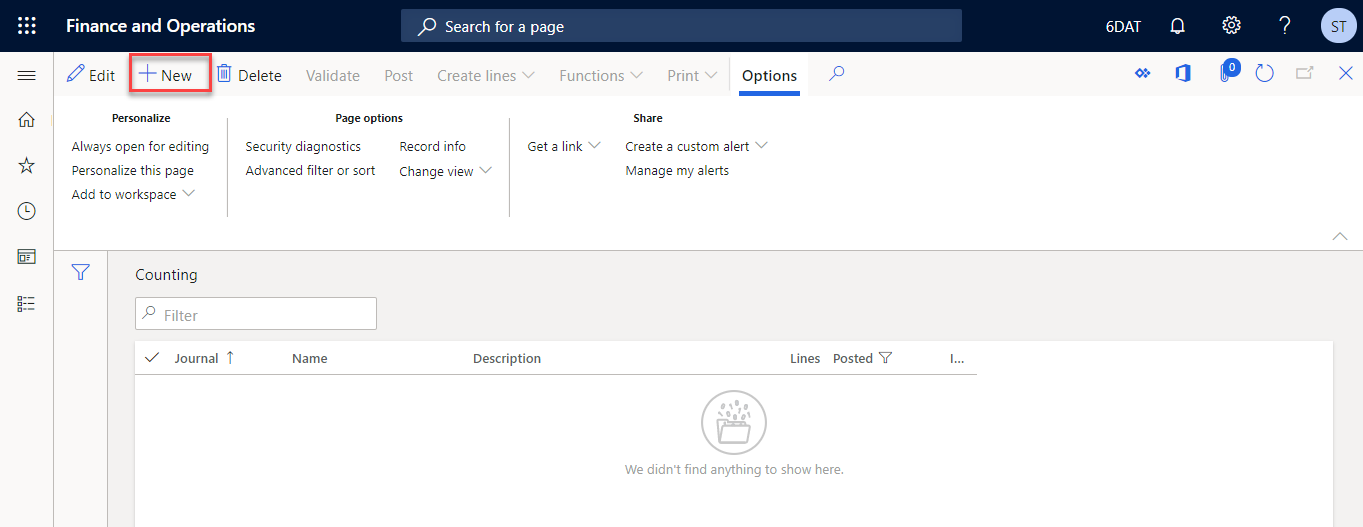 Finance and Operations Search for a page 6DAT ? ST
Edit New Delete Validate Post Create lines Functions Print Options 0
Personalize Page options Share
Always open for editing Security diagnostics Record info Get a link Create a custom alert
Personalize this page Advanced filter or sort Change view Manage my alerts
Add to workspace
Counting
Filter
Journal Name Description Lines Posted I...
We didn't find anything to show here.